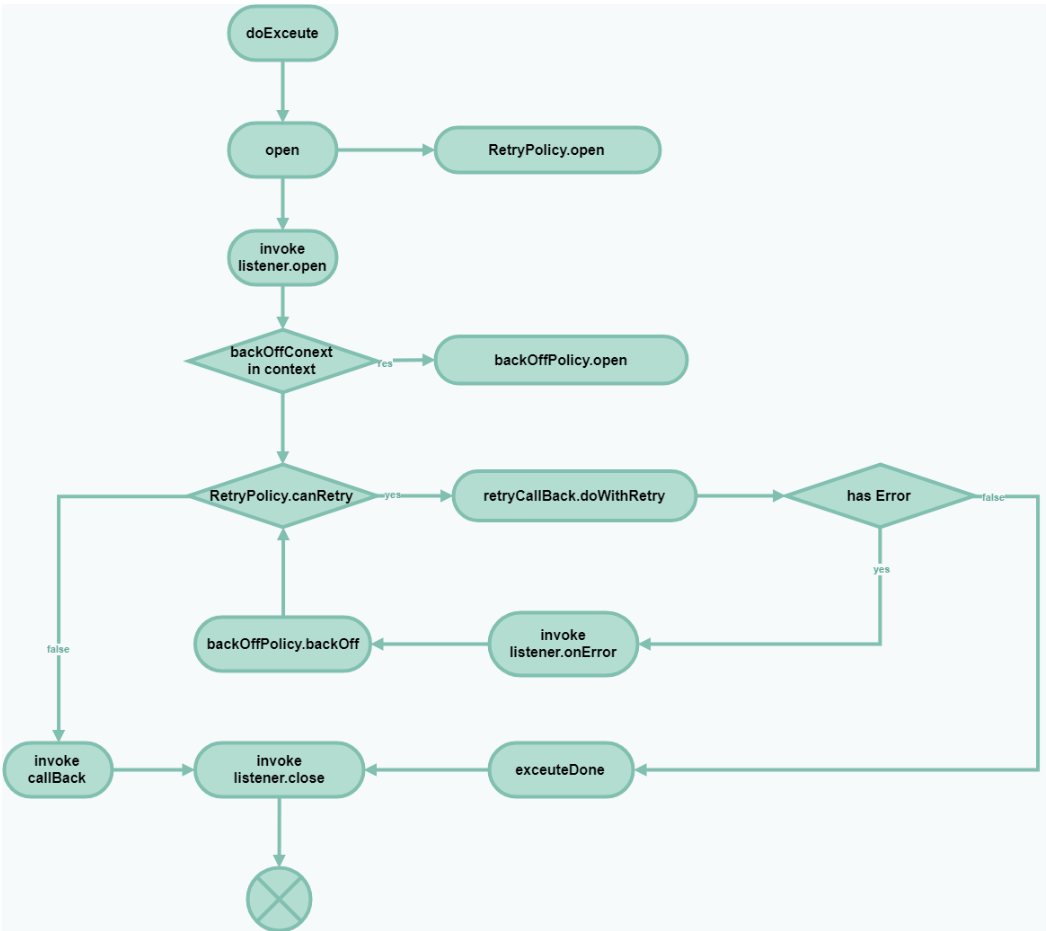 doExceute
open
RetryPolicy.open
invoke
listener.open
backOffConext
in context
Yes
backOffPolicy.open
RetryPolicy.canRetry
yes
retryCallBack.doWithRetry
has Error
false
yes
backOffPolicy.backOff
invoke
listener.onError
false
invoke
callBack
invoke
listener.close
exceuteDone